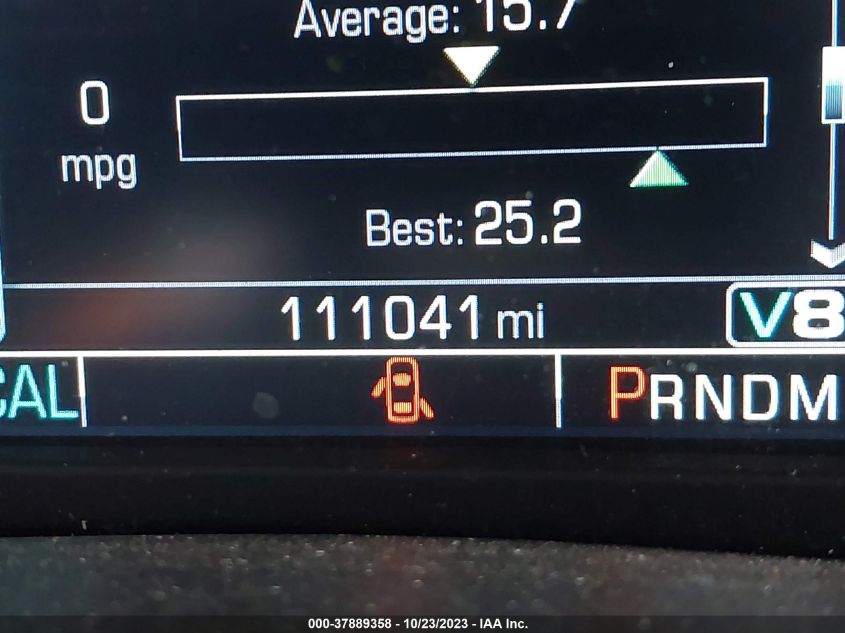 Average: 15.7
0
mpg
Best: 25.2
111041 mi V8
CAL PRNDM
000-37889358 - 10/23/2023 - IAA Inc.